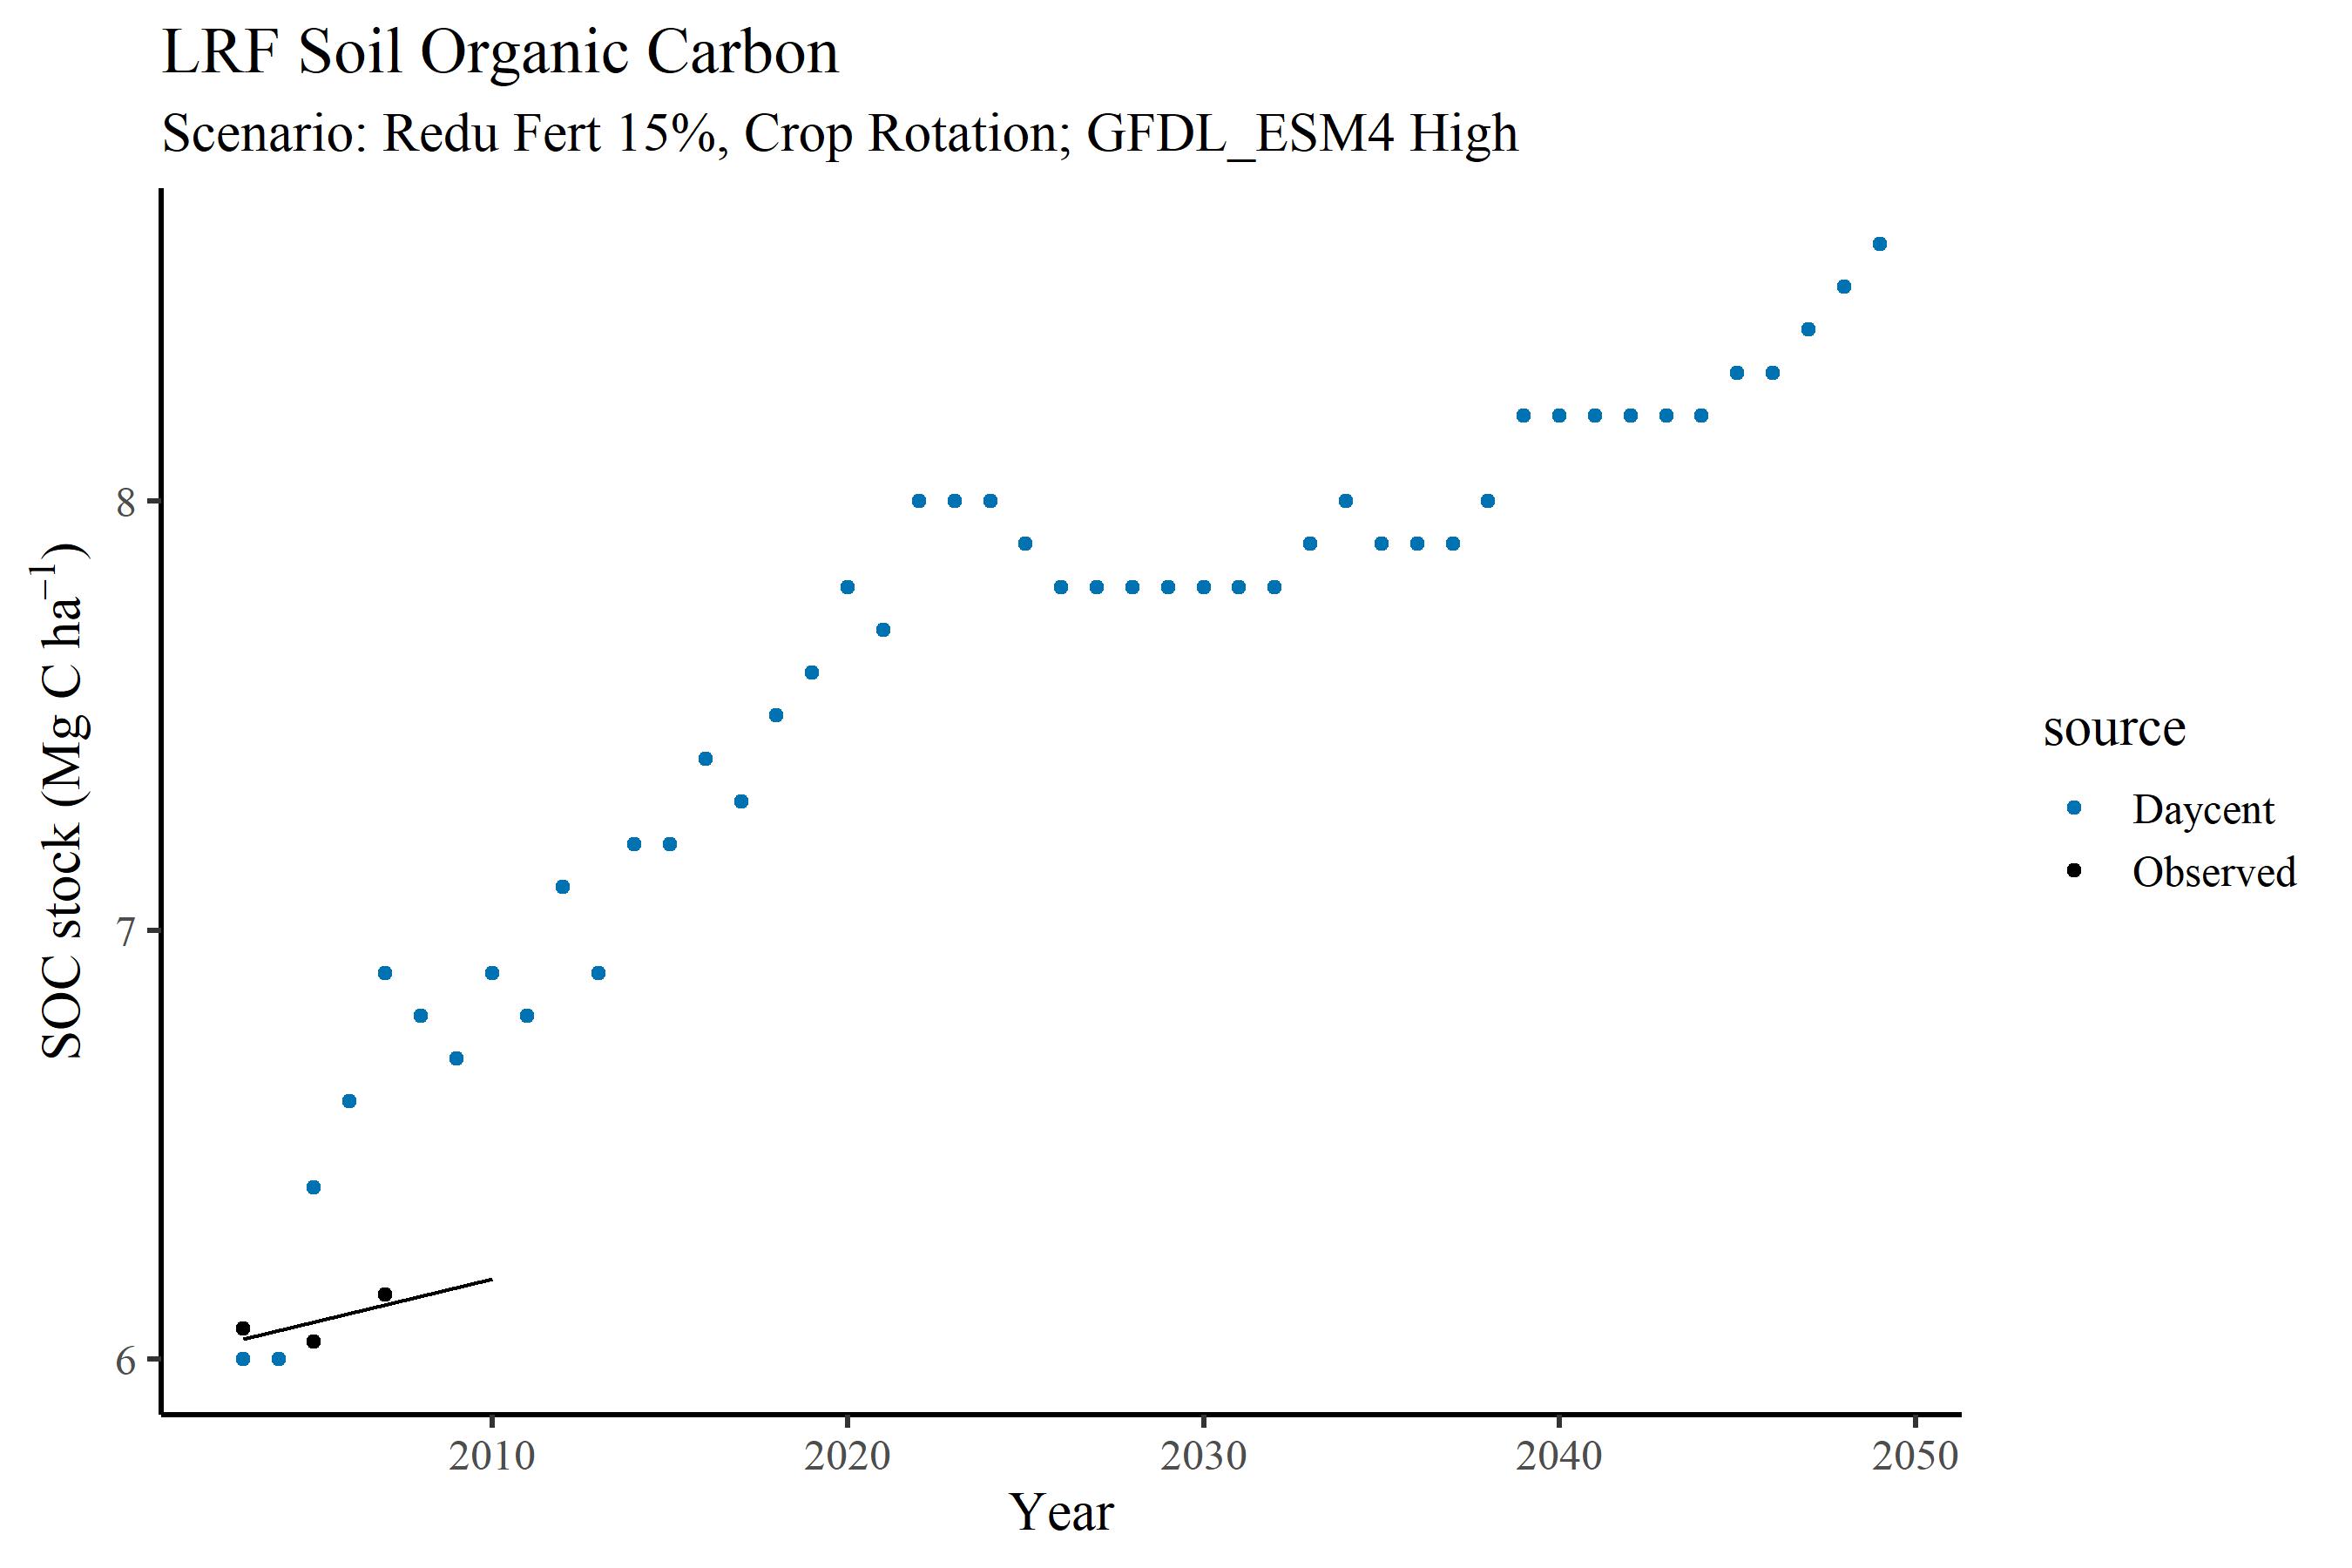 LRF Soil Organic Carbon
Scenario: Redu Fert 15%, Crop Rotation; GFDL_ESM4 High
SOC stock (Mg C ha⁻¹)
8
7
6
2010 2020 2030 2040 2050
Year
source
Daycent
Observed